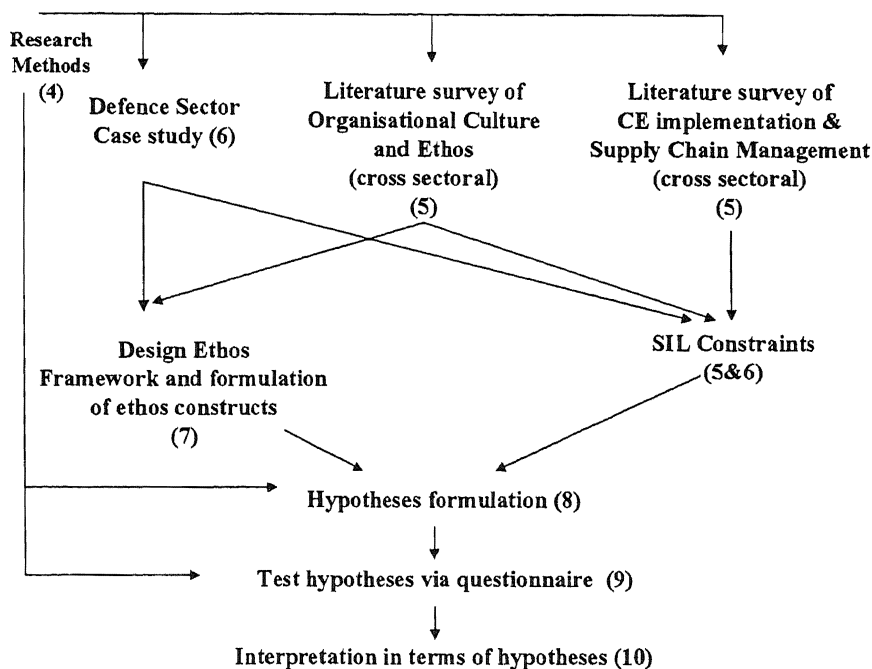 Research
Methods
(4)
Defence Sector
Case study (6)
Literature survey of
Organisational Culture
and Ethos
(cross sectoral)
(5)
Literature survey of
CE implementation &
Supply Chain Management
(cross sectoral)
(5)
Design Ethos
Framework and formulation
of ethos constructs
(7)
SIL Constraints
(5&6)
Hypotheses formulation (8)
Test hypotheses via questionnaire (9)
Interpretation in terms of hypotheses (10)